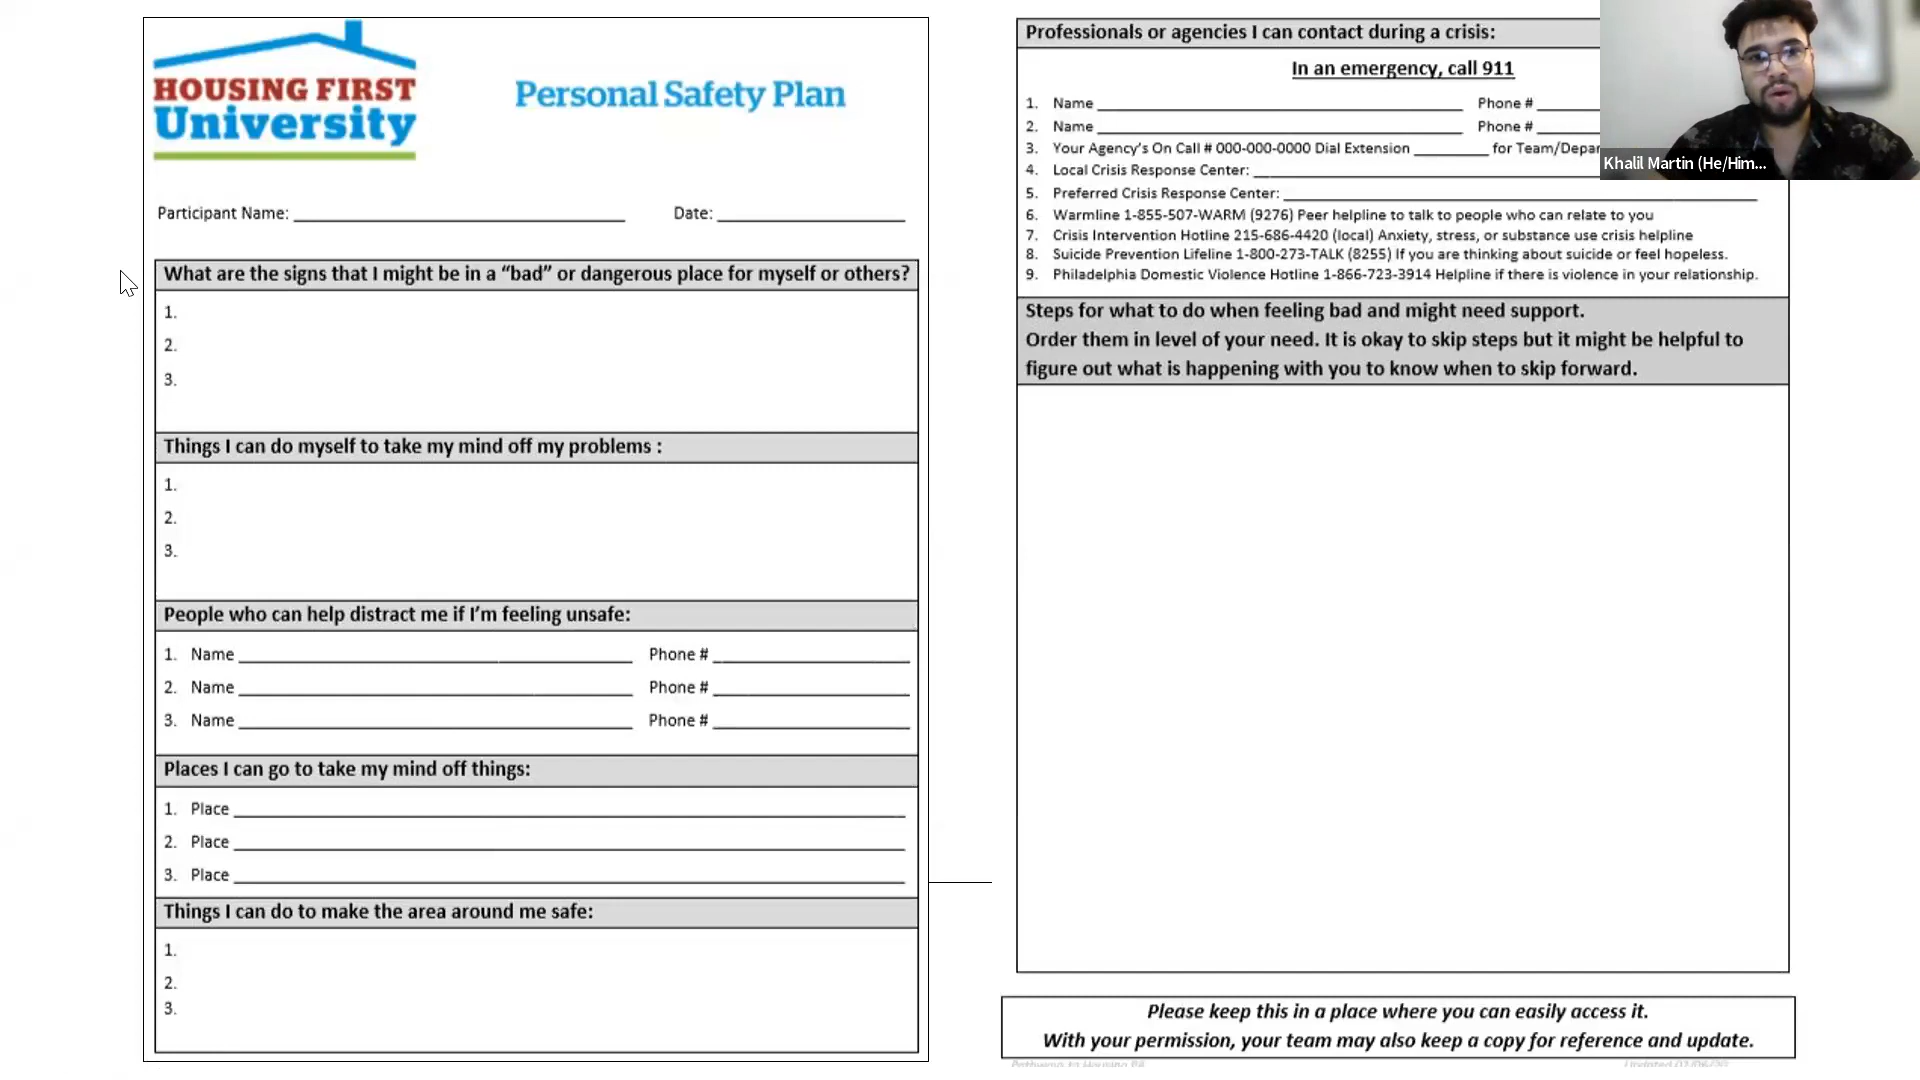 HOUSING FIRST
University
Personal Safety Plan
Participant Name: Date:
What are the signs that I might be in a “bad” or dangerous place for myself or others?
1.
2.
3.
Things I can do myself to take my mind off my problems :
1.
2.
3.
People who can help distract me if I’m feeling unsafe:
1. Name Phone #
2. Name Phone #
3. Name Phone #
Places I can go to take my mind off things:
1. Place
2. Place
3. Place
Things I can do to make the area around me safe:
1.
2.
3.
Professionals or agencies I can contact during a crisis:
In an emergency, call 911
1. Name Phone #
2. Name Phone #
3. Your Agency’s On Call # 000-000-0000 Dial Extension for Team/Depar
4. Local Crisis Response Center:
5. Preferred Crisis Response Center:
6. Warmline 1-855-507-WARM (9276) Peer helpline to talk to people who can relate to you
7. Crisis Intervention Hotline 215-686-4420 (local) Anxiety, stress, or substance use crisis helpline
8. Suicide Prevention Lifeline 1-800-273-TALK (8255) If you are thinking about suicide or feel hopeless.
9. Philadelphia Domestic Violence Hotline 1-866-723-3914 Helpline if there is violence in your relationship.
Steps for what to do when feeling bad and might need support.
Order them in level of your need. It is okay to skip steps but it might be helpful to
figure out what is happening with you to know when to skip forward.
Please keep this in a place where you can easily access it.
With your permission, your team may also keep a copy for reference and update.
Khalil Martin (He/Him...